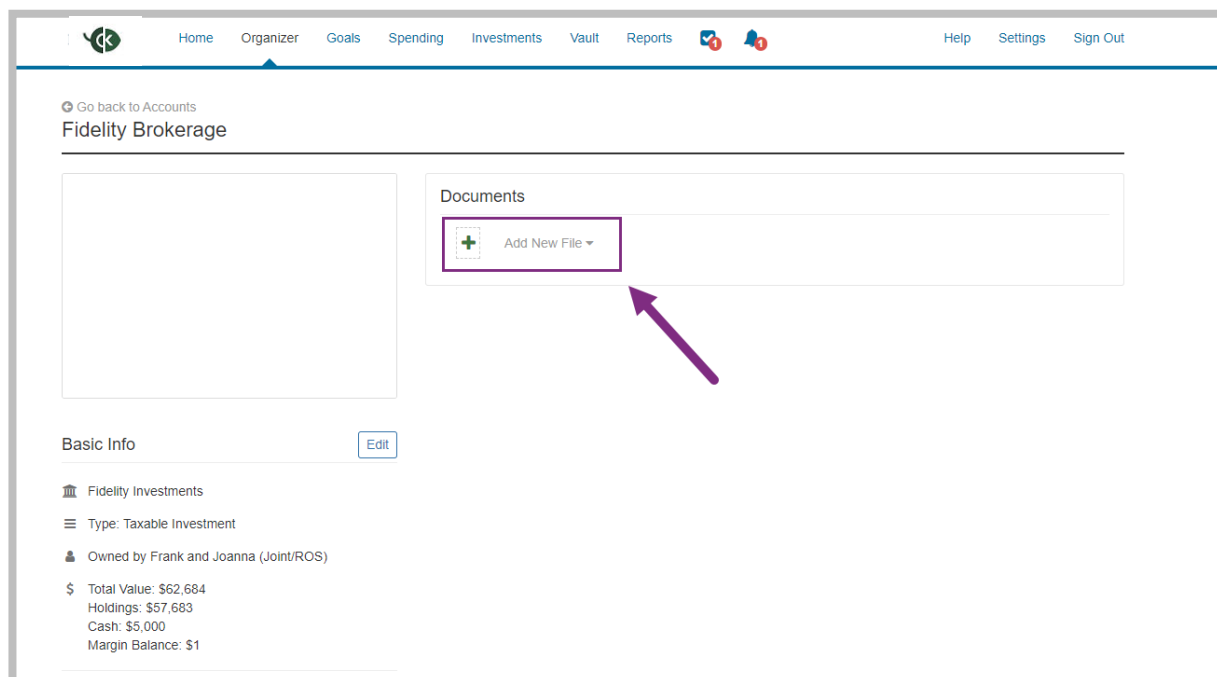 CK Home Organizer Goals Spending Investments Vault Reports 1 1 Help Settings Sign Out
Go back to Accounts
Fidelity Brokerage
Documents
Add New File
Basic Info Edit
Fidelity Investments
Type: Taxable Investment
Owned by Frank and Joanna (Joint/ROS)
$ Total Value: $62,684
Holdings: $57,683
Cash: $5,000
Margin Balance: $1